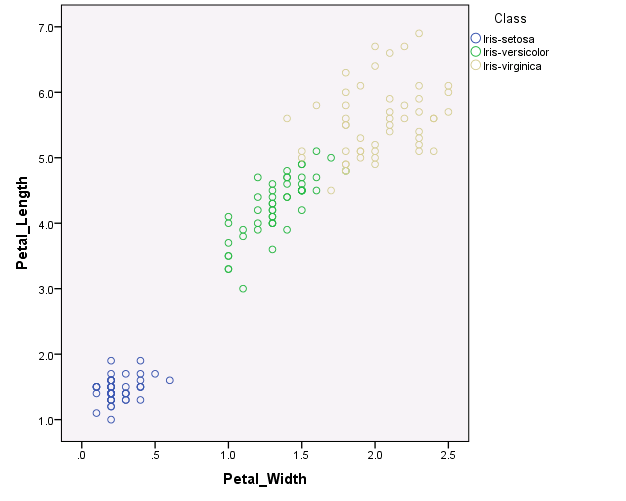 Class
Iris-setosa
Iris-versicolor
Iris-virginica
7.0
6.0
5.0
4.0
3.0
2.0
1.0
Petal_Length
.0
.5
1.0
1.5
2.0
2.5
Petal_Width